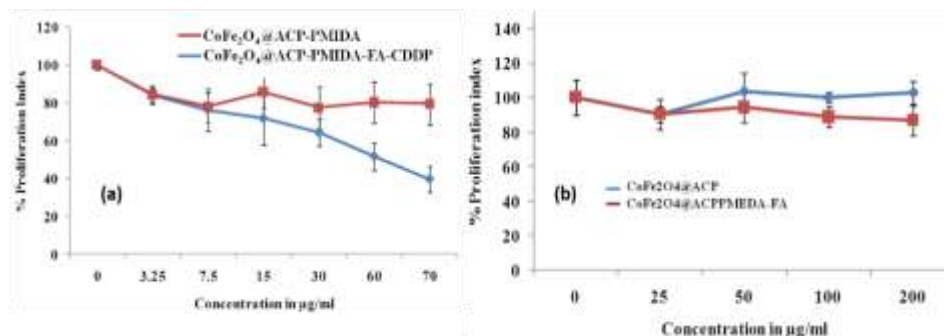 120
100
80
60
40
20
0
% Proliferation Index
CoFe2O4@ACP-PMIDA
CoFe2O4@ACP-PMIDA-FA-CDDP
(a)
0 3.25 7.5 15 30 60 70
Concentration in µg/ml
140
120
100
80
60
40
20
0
% Proliferation Index
(b)
CoFe2O4@ACP
CoFe2O4@ACPPMEDA-FA
0 25 50 100 200
Concentration in µg/ml